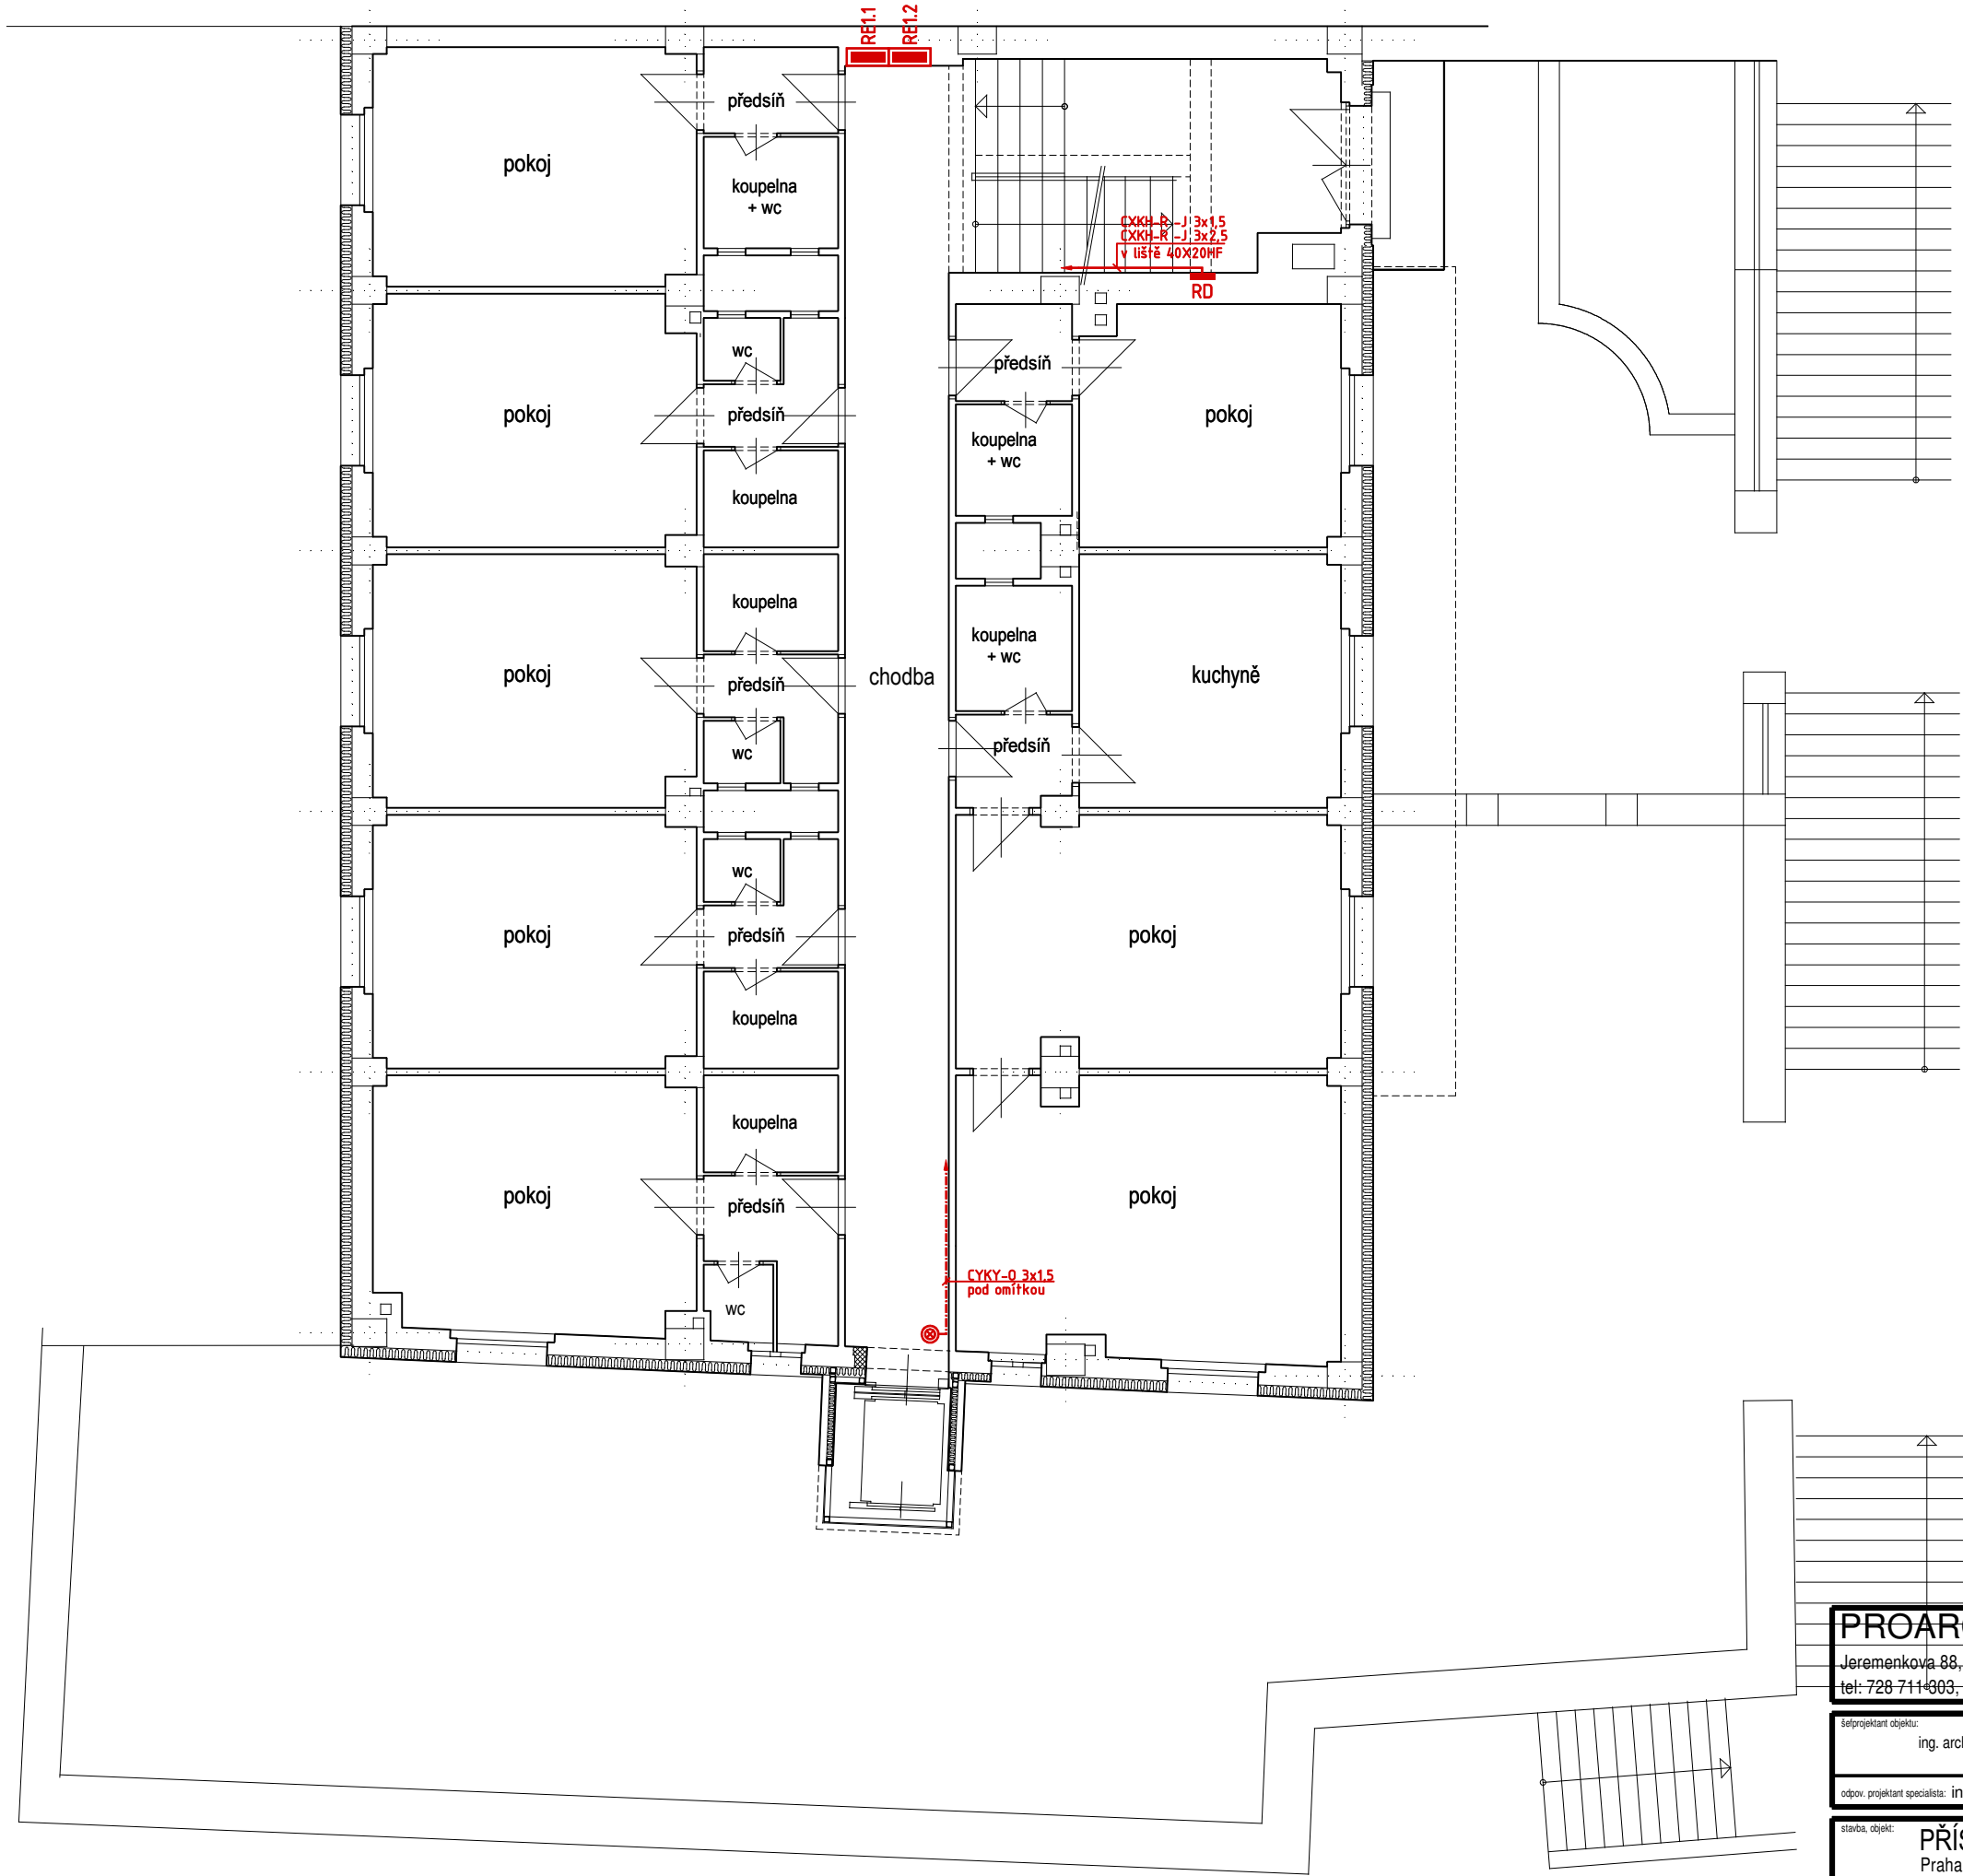 RE1.1
RE1.2
předsíň
pokoj
koupelna
+ WC
CXKH-R -J 3x1,5
CXKH-R -J 3x2,5
v liště 40X20HF
RD
WC
předsíň
předsíň
pokoj
pokoj
koupelna
+ WC
koupelna
koupelna
koupelna
+ WC
pokoj
chodba
kuchyně
předsíň
předsíň
WC
WC
pokoj
předsíň
pokoj
koupelna
koupelna
pokoj
předsíň
pokoj
CYKY-O 3x1.5
pod omítkou
WC
Jeremenkova 88,
tel: 728 711 303,
šéfprojektant objektu:
ing. arch
odpov. projektant specialista:
stavba, objekt:
Praha